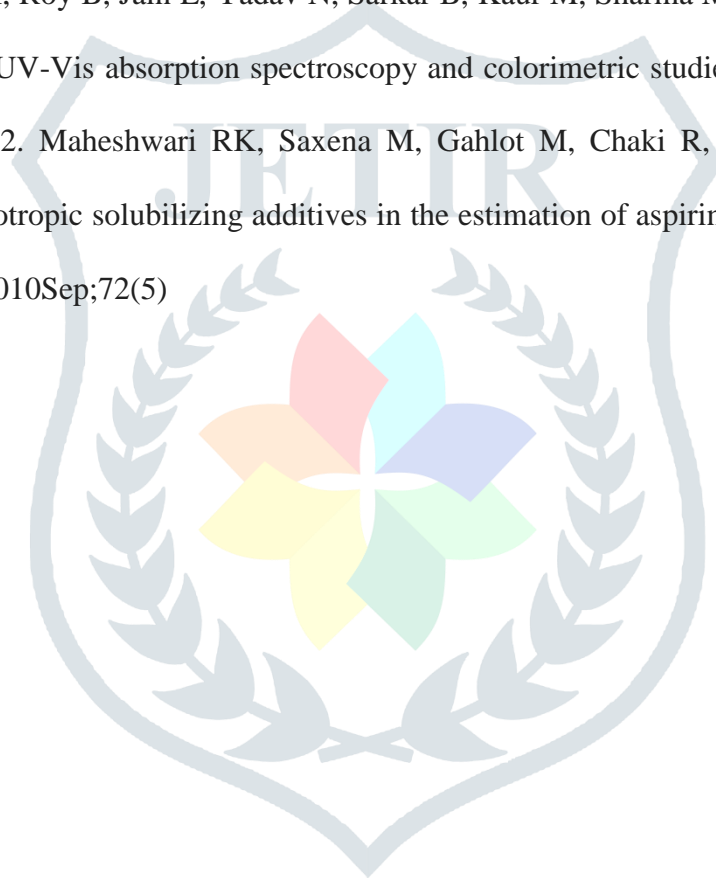 Roy B, Jain E, Yadav N, Sarkar B, Kaur M, Sharma M
UV-Vis absorption spectroscopy and colorimetric studie
2. Maheshwari RK, Saxena M, Gahlot M, Chaki R,
otropic solubilizing additives in the estimation of aspirin
010Sep;72(5)
JETIR